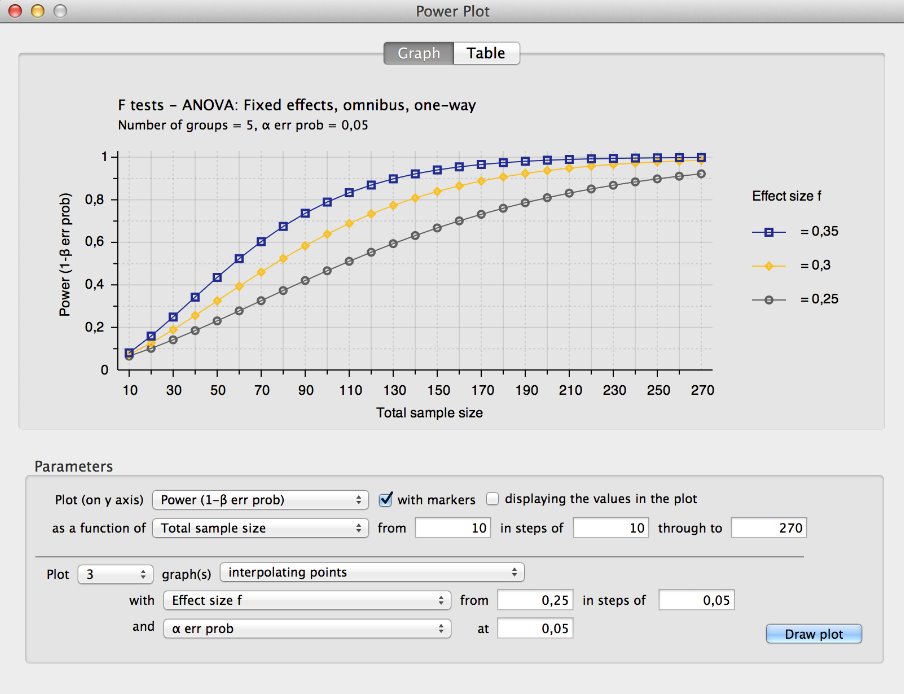 Power Plot
Graph Table
F tests - ANOVA: Fixed effects, omnibus, one-way
Number of groups = 5, α err prob = 0,05
Power (1-β err prob)
1
0,8
0,6
0,4
0,2
0
10 30 50 70 90 110 130 150 170 190 210 230 250 270
Total sample size
Effect size f
= 0,35
= 0,3
= 0,25
Parameters
Plot (on y axis) Power (1-β err prob) with markers displaying the values in the plot
as a function of Total sample size from 10 in steps of 10 through to 270
Plot 3 graph(s) interpolating points
with Effect size f from 0,25 in steps of 0,05
and α err prob at 0,05
Draw plot